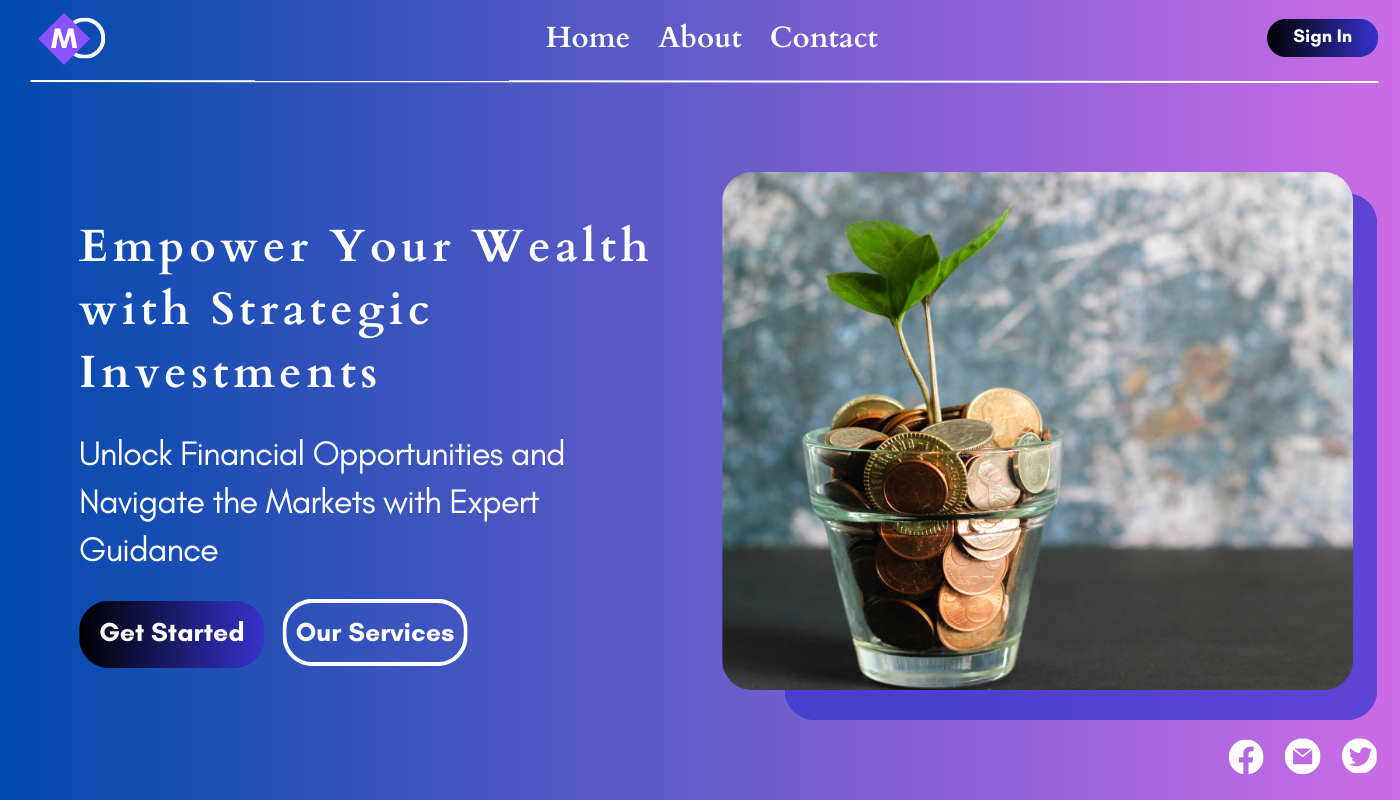 M
Home About Contact
Sign In
Empower Your Wealth
with Strategic
Investments
Unlock Financial Opportunities and
Navigate the Markets with Expert
Guidance
Get Started
Our Services